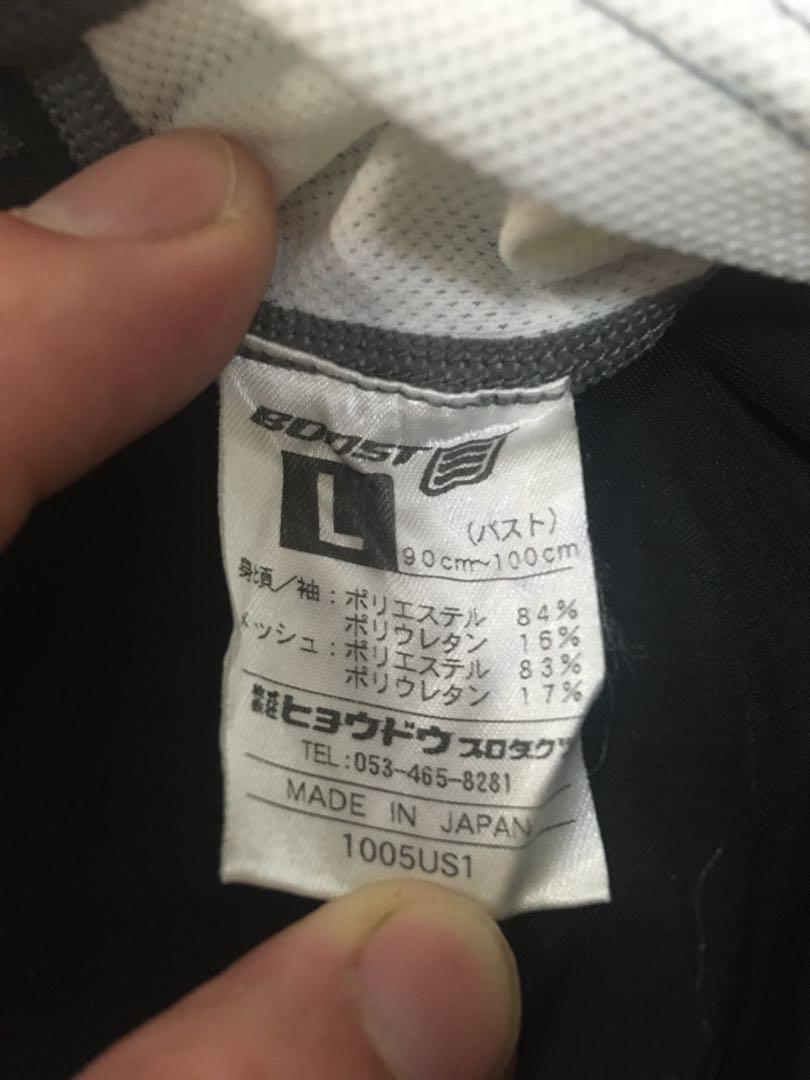 BOOST
L
(バスト)
90cm~100cm
身頃/袖:ポリエステル 84%
ポリウレタン 16%
メッシュ:ポリエステル 83%
ポリウレタン 17%
株式会社ヒョウドウプロダクツ
TEL:053-465-8281
MADE IN JAPAN
1005US1